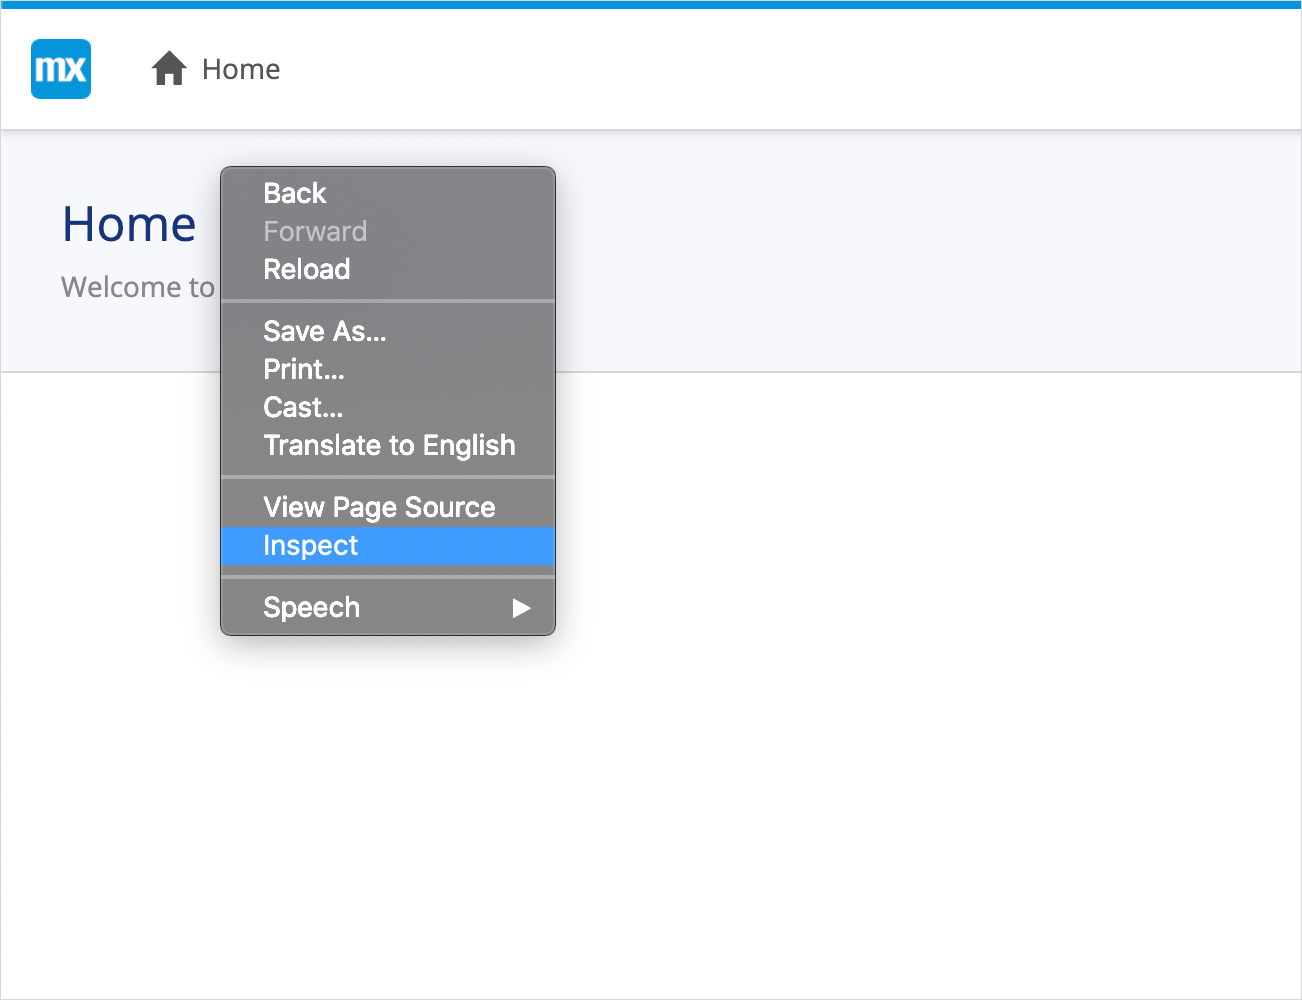 mx
Home
Home
Welcome to
Back
Forward
Reload
Save As...
Print...
Cast...
Translate to English
View Page Source
Inspect
Speech